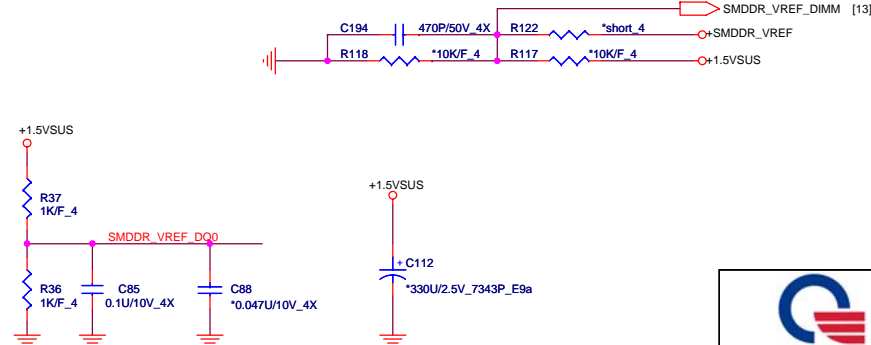 SMDDR_VREF_DIMM [13]
C194 470P/50V_4X R122 *short_4 +SMDDR_VREF
R118 *10K/F_4 R117 *10K/F_4 +1.5VSUS
+1.5VSUS
R37
1K/F_4
SMDDR_VREF_DQ0
R36
1K/F_4
C85
0.1U/10V_4X
C88
*0.047U/10V_4X
+1.5VSUS
+ C112
*330U/2.5V_7343P_E9a